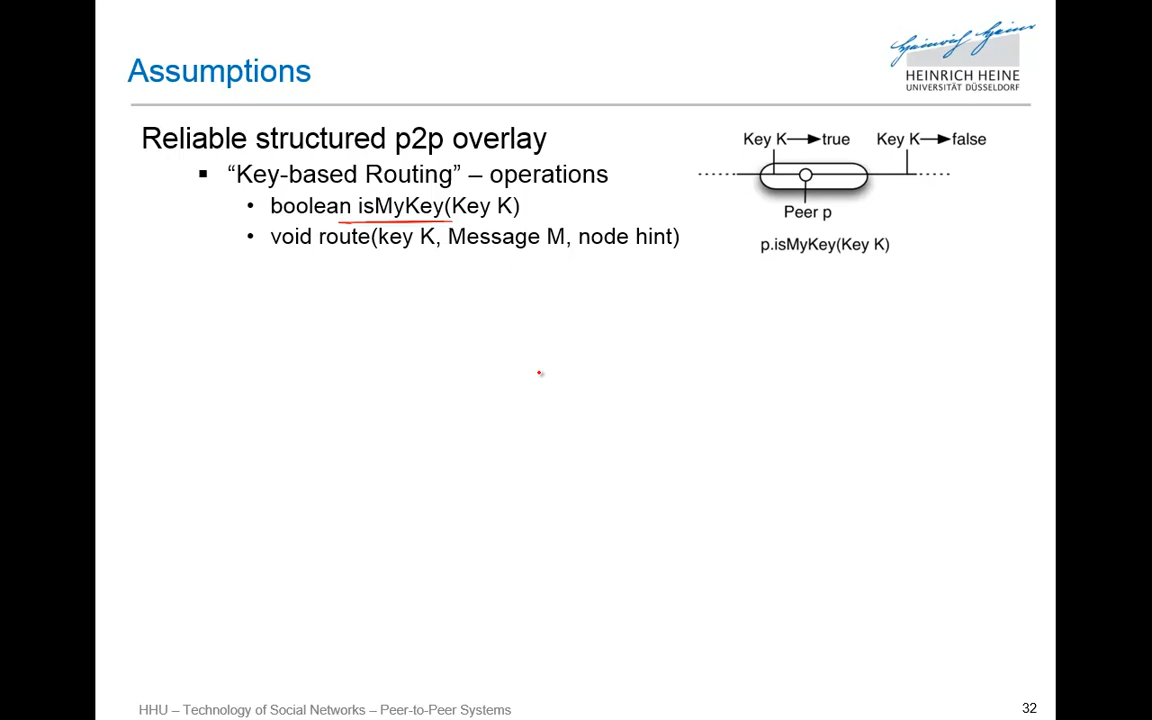 Assumptions
Heinrich Heine
HEINRICH HEINE
UNIVERSITÄT DÜSSELDORF
Reliable structured p2p overlay
▪ “Key-based Routing” – operations
• boolean isMyKey(Key K)
• void route(key K, Message M, node hint)
Key K true
Key K false
Peer p
p.isMyKey(Key K)
HHU – Technology of Social Networks – Peer-to-Peer Systems
32